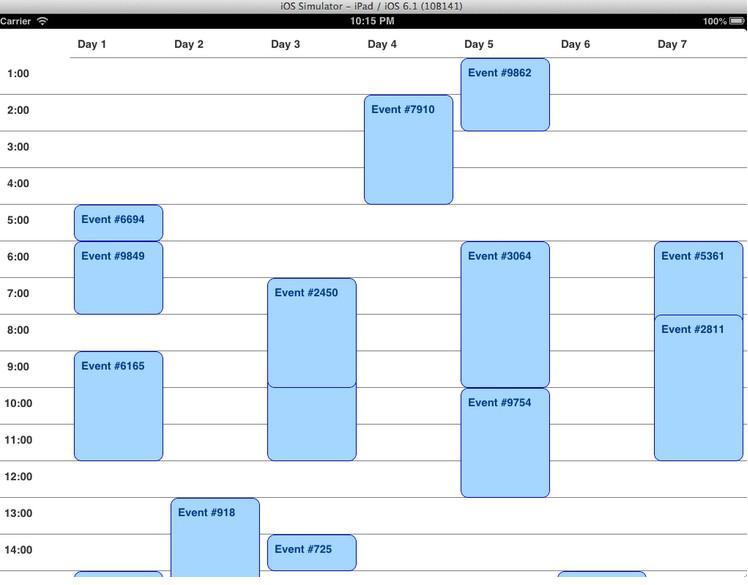 iOS Simulator – iPad / iOS 6.1 (10B141)
Carrier 10:15 PM 100%
Day 1 Day 2 Day 3 Day 4 Day 5 Day 6 Day 7
1:00 Event #9862
2:00 Event #7910
3:00
4:00
5:00 Event #6694
6:00 Event #9849 Event #3064 Event #5361
7:00 Event #2450
8:00 Event #2811
9:00 Event #6165
10:00 Event #9754
11:00
12:00
13:00 Event #918
14:00 Event #725